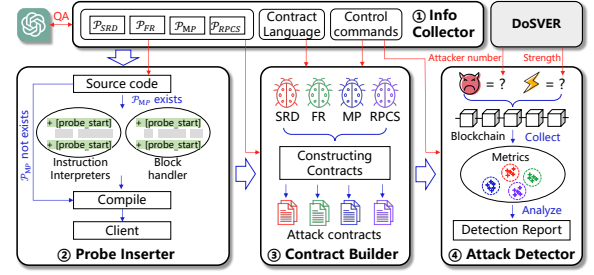 QA
𝒫SRD
𝒫FR
𝒫MP
𝒫RPCS
Contract
Language
Control
commands
① Info
Collector
DoSVER
Attacker number
Strength
= ?
= ?
Source code
𝒫MP exists
𝒫MP not exists
+ [probe_start]
+ [probe_start]
+ [probe_start]
+ [probe_start]
Instruction
Interpreters
Block
handler
Compile
Client
② Probe Inserter
SRD
FR
MP
RPCS
Constructing
Contracts
Attack contracts
③ Contract Builder
Blockchain
Collect
Metrics
Analyze
Detection Report
④ Attack Detector